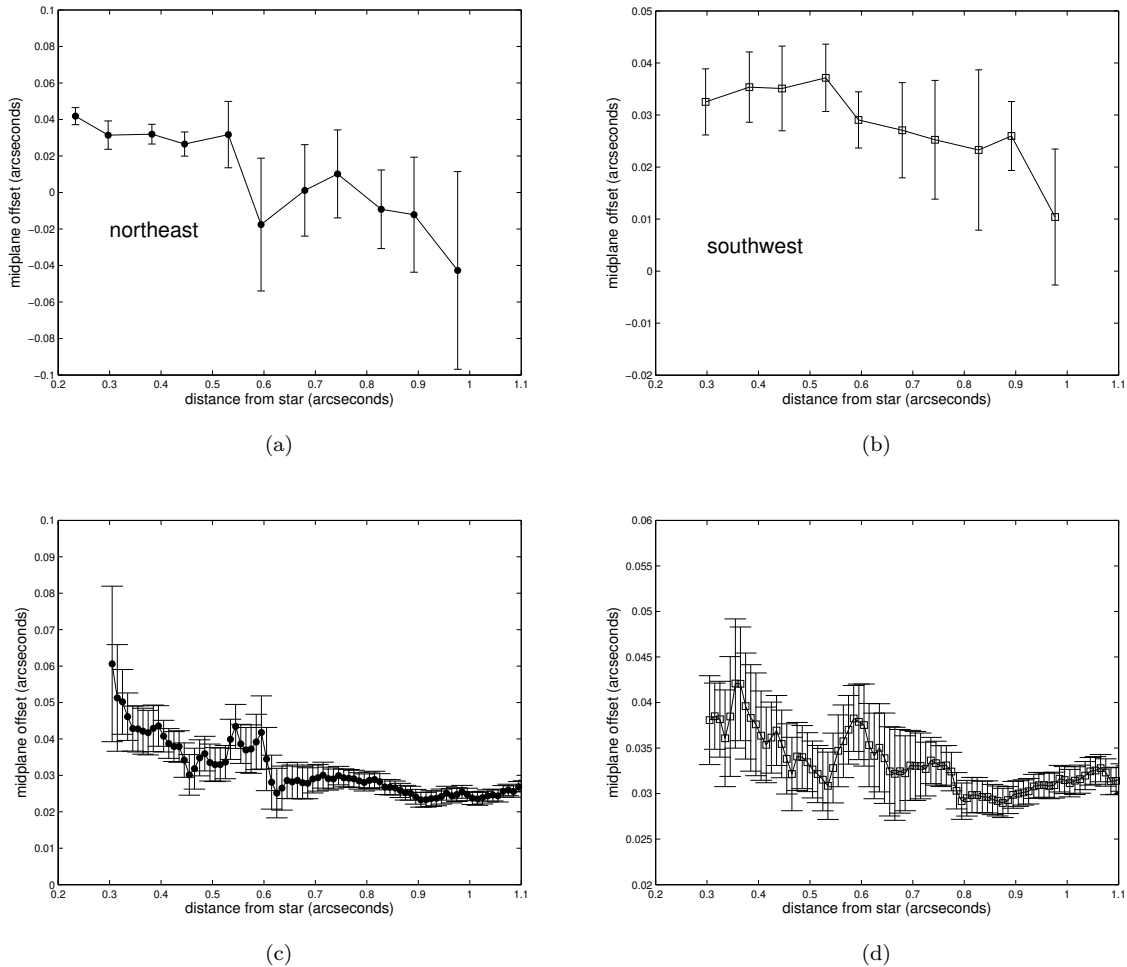 0.1
0.08
0.06
0.04
0.02
0
−0.02
−0.04
−0.06
−0.08
−0.1
midplane offset (arcseconds)
northeast
0.2 0.3 0.4 0.5 0.6 0.7 0.8 0.9 1 1.1
distance from star (arcseconds)
(a)
0.05
0.04
0.03
0.02
0.01
0
−0.01
−0.02
midplane offset (arcseconds)
southwest
0.2 0.3 0.4 0.5 0.6 0.7 0.8 0.9 1 1.1
distance from star (arcseconds)
(b)
0.1
0.09
0.08
0.07
0.06
0.05
0.04
0.03
0.02
0.01
0
midplane offset (arcseconds)
0.2 0.3 0.4 0.5 0.6 0.7 0.8 0.9 1 1.1
distance from star (arcseconds)
(c)
0.06
0.055
0.05
0.045
0.04
0.035
0.03
0.025
0.02
midplane offset (arcseconds)
0.2 0.3 0.4 0.5 0.6 0.7 0.8 0.9 1 1.1
distance from star (arcseconds)
(d)